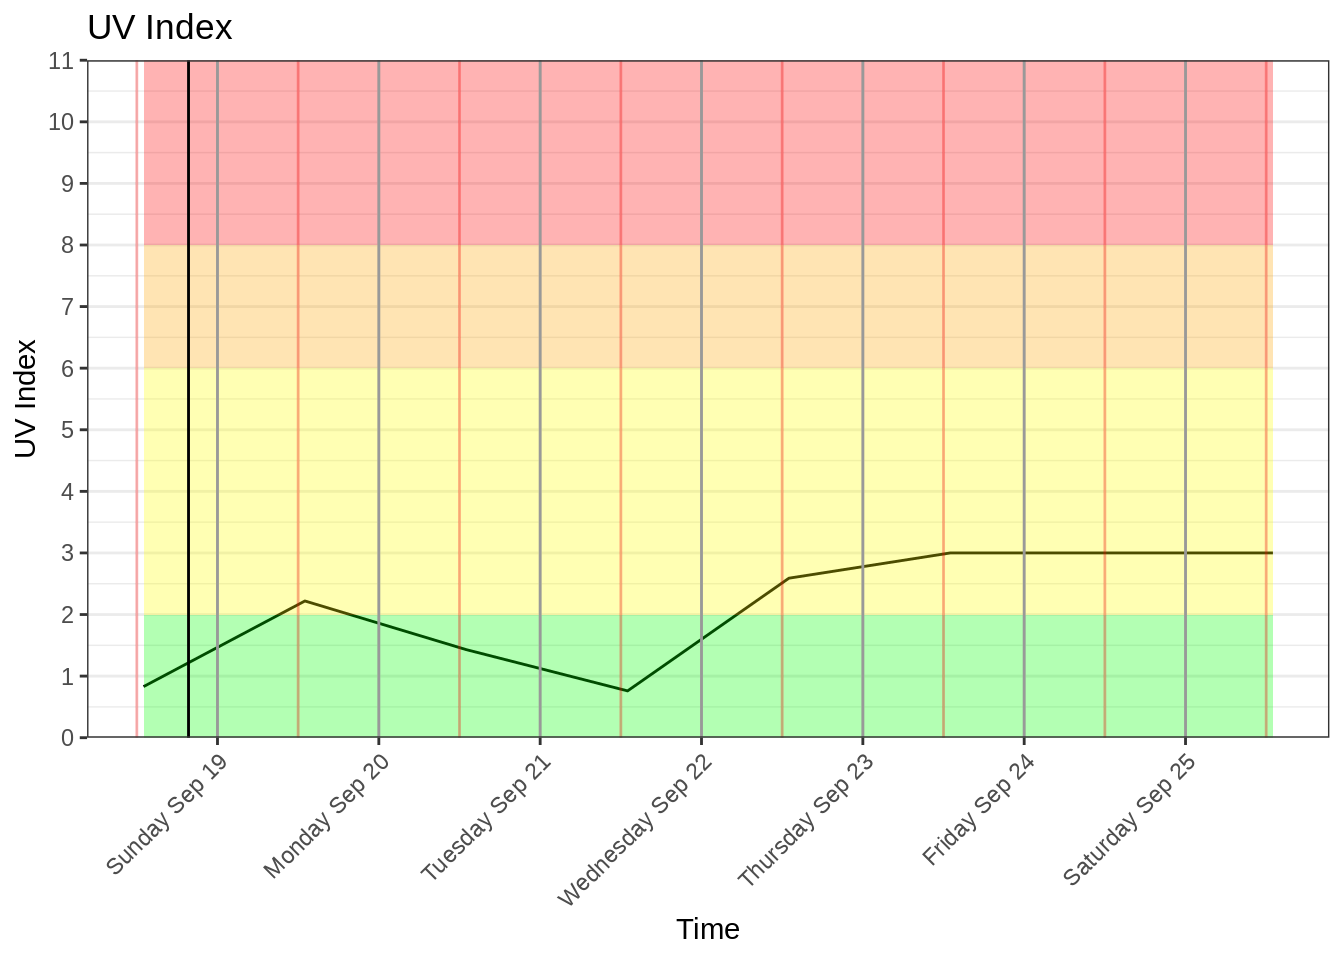 UV Index
UV Index
11
10
9
8
7
6
5
4
3
2
1
0
Sunday Sep 19
Monday Sep 20
Tuesday Sep 21
Wednesday Sep 22
Thursday Sep 23
Friday Sep 24
Saturday Sep 25
Time